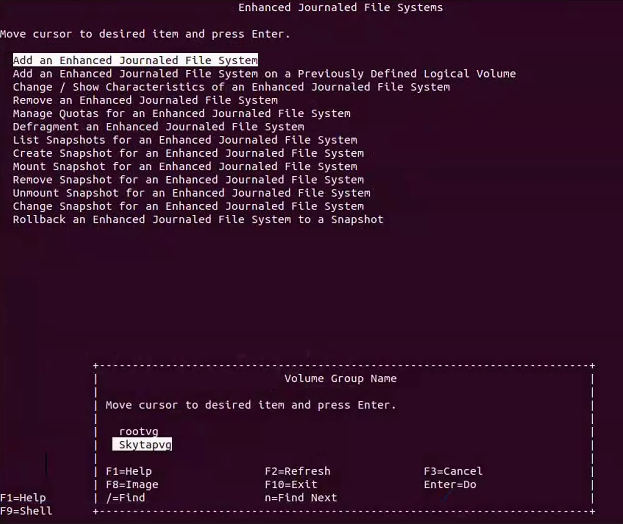 Enhanced Journaled File Systems
Move cursor to desired item and press Enter.
Add an Enhanced Journaled File System
Add an Enhanced Journaled File System on a Previously Defined Logical Volume
Change / Show Characteristics of an Enhanced Journaled File System
Remove an Enhanced Journaled File System
Manage Quotas for an Enhanced Journaled File System
Defragment an Enhanced Journaled File System
List Snapshots for an Enhanced Journaled File System
Create Snapshot for an Enhanced Journaled File System
Mount Snapshot for an Enhanced Journaled File System
Remove Snapshot for an Enhanced Journaled File System
Unmount Snapshot for an Enhanced Journaled File System
Change Snapshot for an Enhanced Journaled File System
Rollback an Enhanced Journaled File System to a Snapshot
Volume Group Name
Move cursor to desired item and press Enter.
rootvg
Skytapvg
F1=Help F2=Refresh F3=Cancel
F8=Image F10=Exit Enter=Do
F1=Help /=Find n=Find Next
F9=Shell